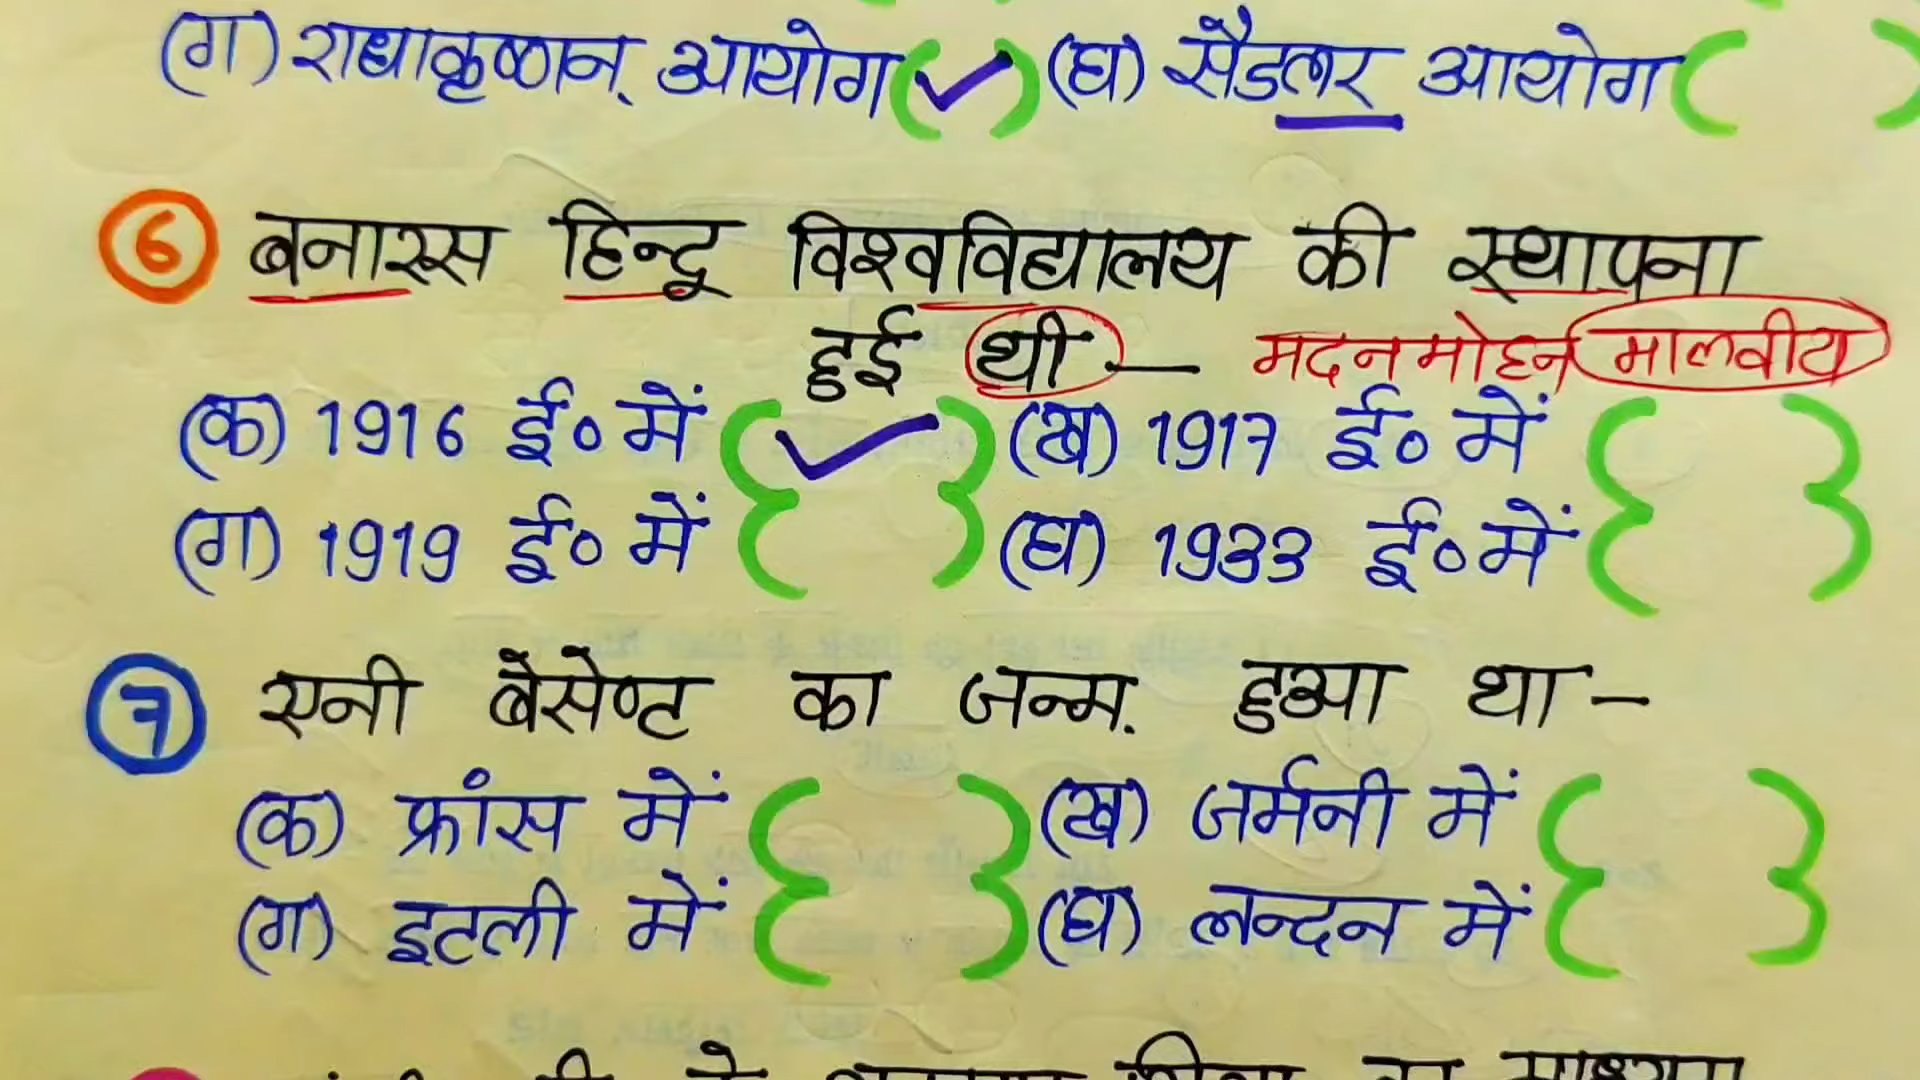 (ग) राधाकृष्णन् आयोग (✓) (घ) सैडलर आयोग ( )
6 बनारस हिन्दू विश्वविद्यालय की स्थापना
हुई थी — मदनमोहन मालवीय
(क) 1916 ई० में { ✓ } (ख) 1917 ई० में { }
(ग) 1919 ई० में (घ) 1933 ई० में
7 एनी बेसेण्ट का जन्म हुआ था –
(क) फ्रांस में { } (ख) जर्मनी में { }
(ग) इटली में (घ) लन्दन में